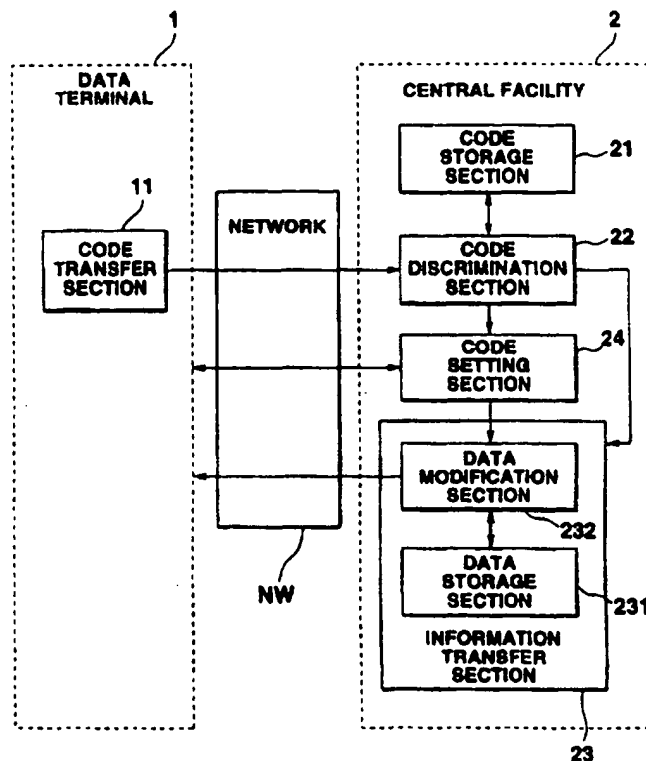 1
DATA
TERMINAL
11
CODE
TRANSFER
SECTION
NETWORK
NW
2
CENTRAL FACILITY
CODE
STORAGE
SECTION
21
CODE
DISCRIMINATION
SECTION
22
CODE
SETTING
SECTION
24
DATA
MODIFICATION
SECTION
232
DATA
STORAGE
SECTION
231
INFORMATION
TRANSFER
SECTION
23